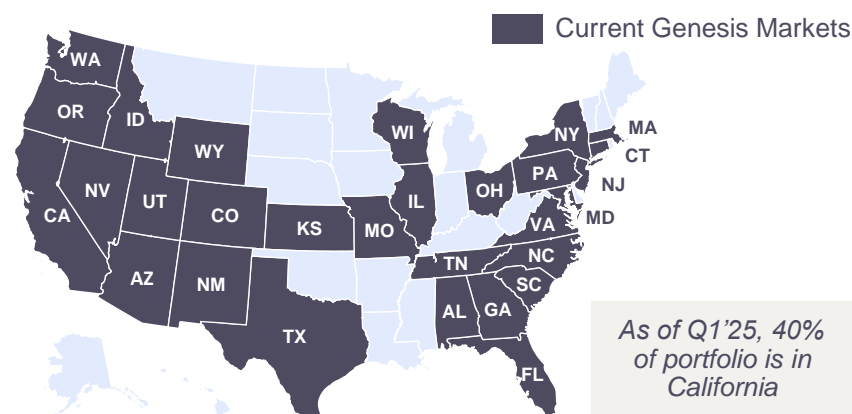 Current Genesis Markets
WA
OR
ID
WY
NV
UT
CO
CA
AZ
NM
KS
TX
MO
WI
IL
OH
NY
PA
MA
CT
NJ
MD
VA
NC
TN
SC
AL
GA
FL
As of Q1’25, 40%
of portfolio is in
California